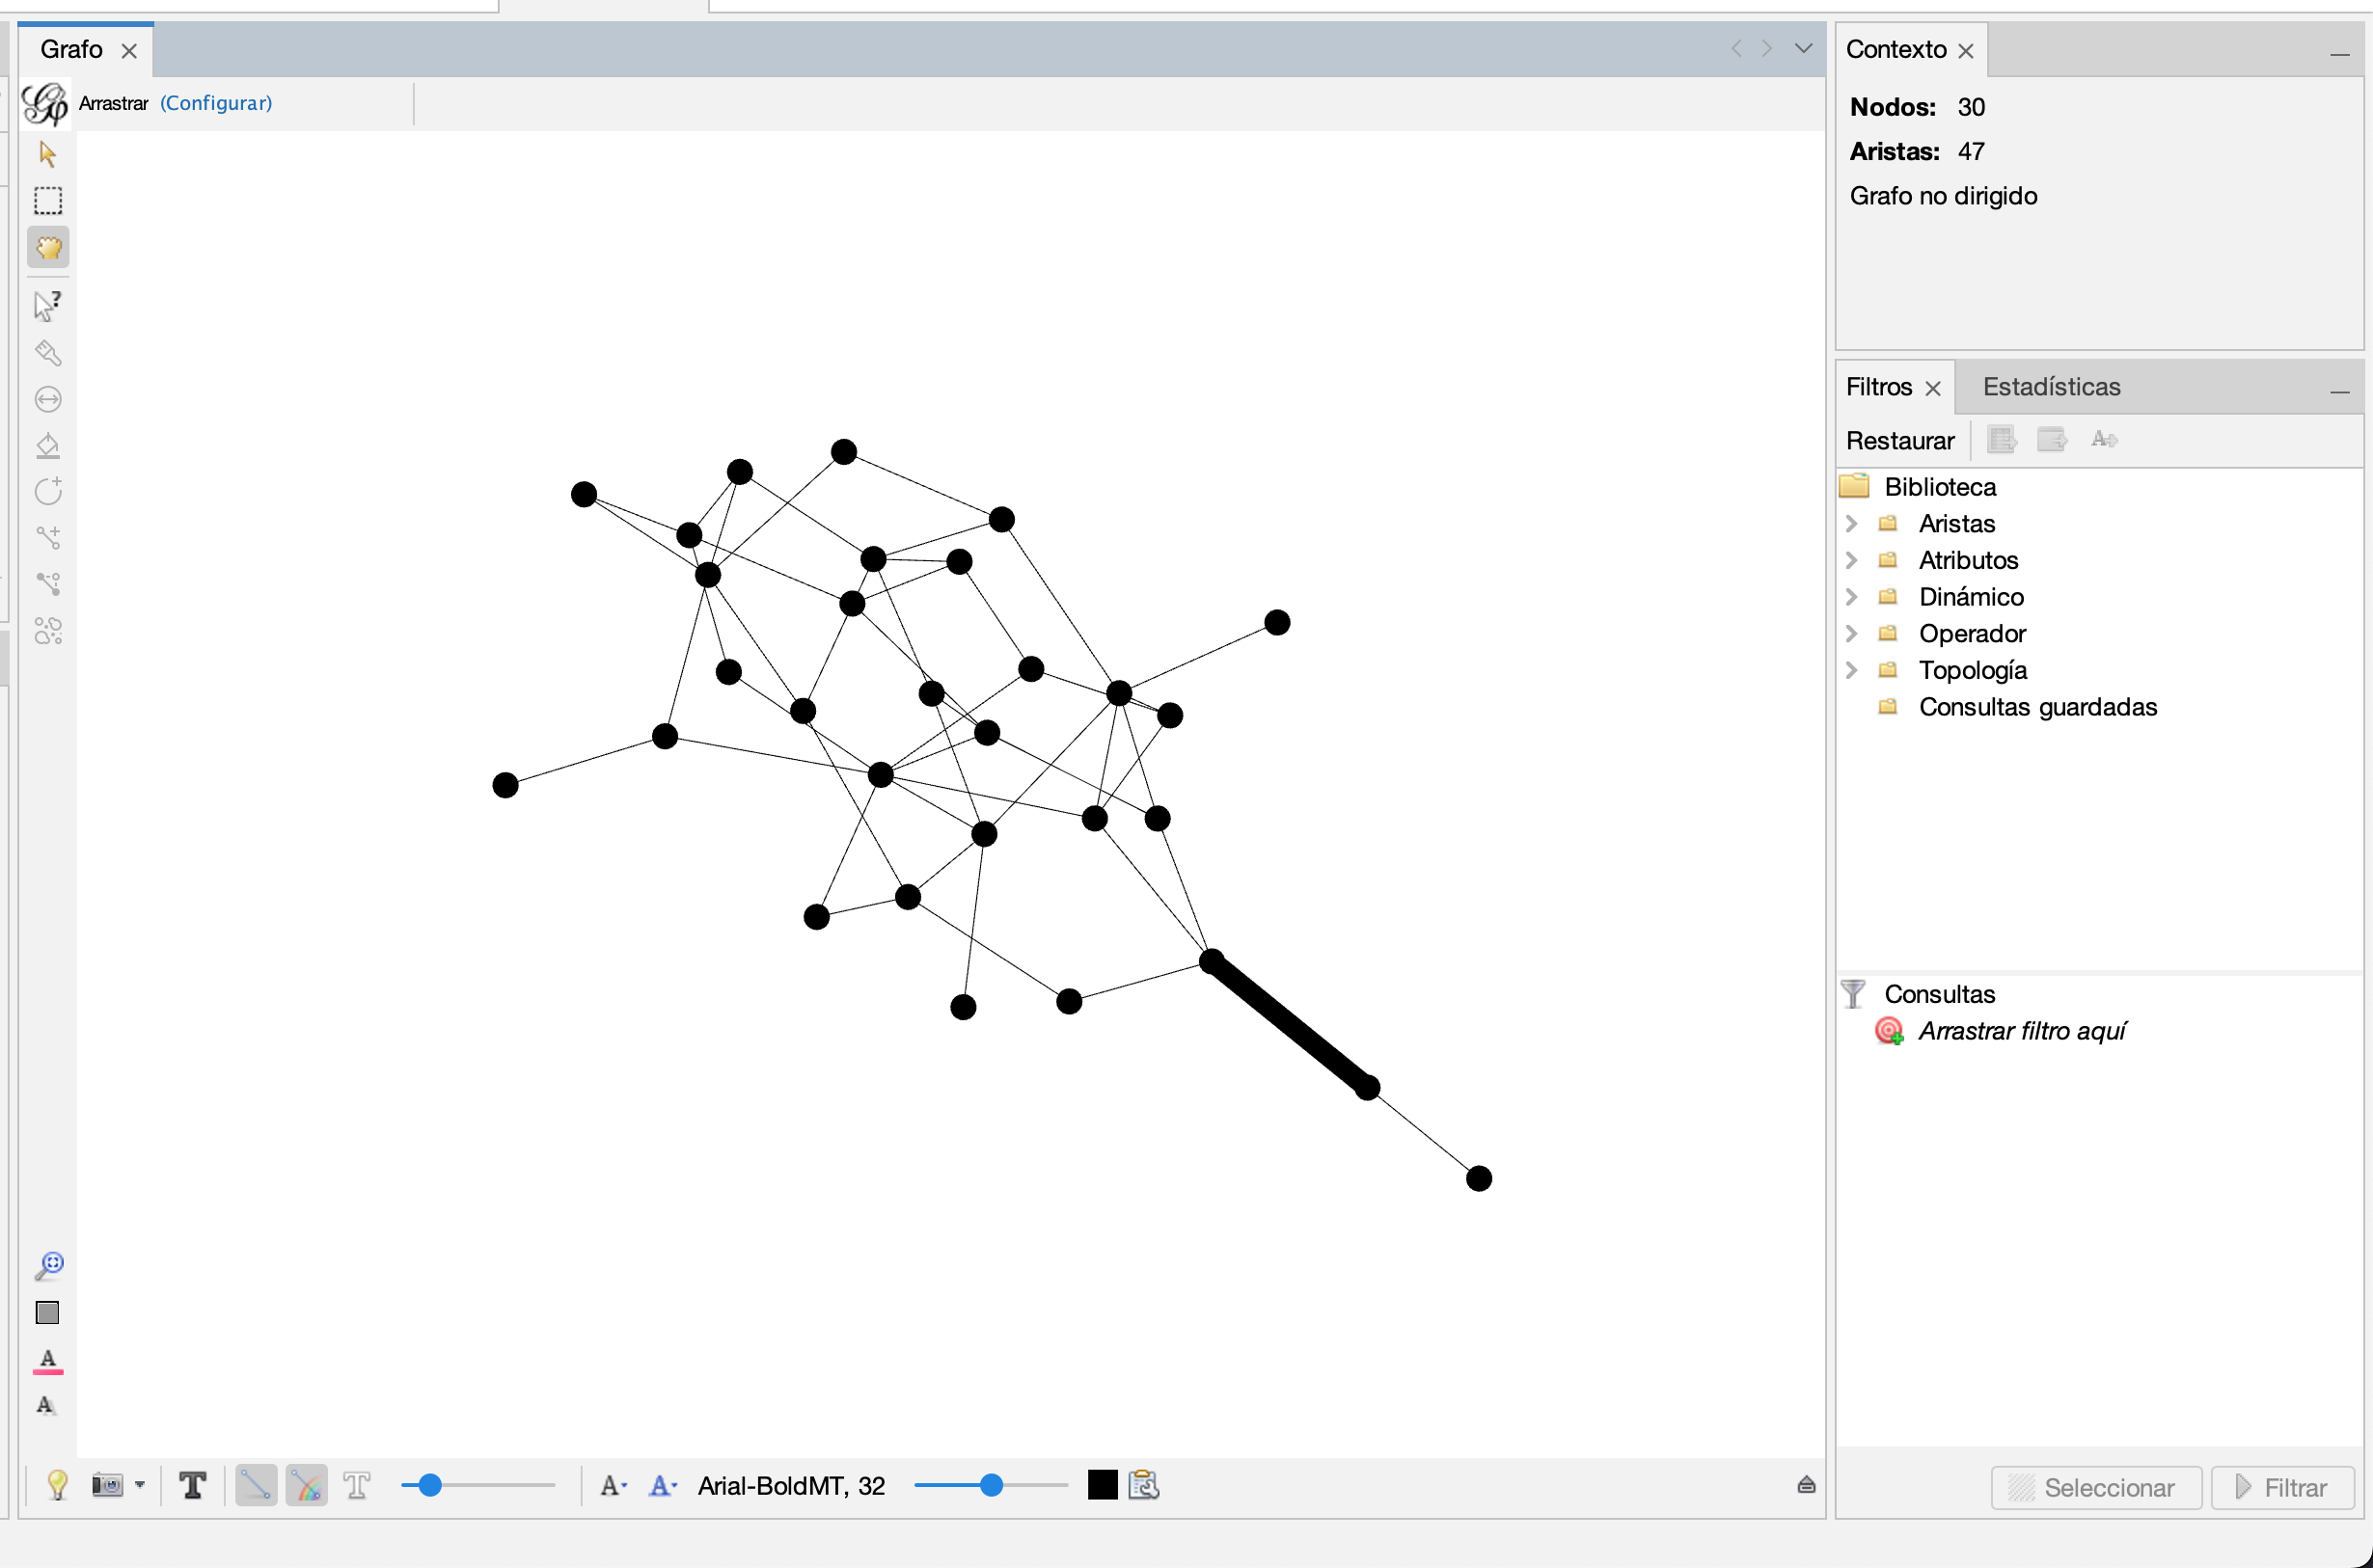 Grafo
Contexto
Arrastrar (Configurar)
Nodos: 30
Aristas: 47
Grafo no dirigido
Filtros Estadísticas
Restaurar
Biblioteca
Aristas
Atributos
Dinámico
Operador
Topología
Consultas guardadas
Consultas
Arrastrar filtro aquí
Arial-BoldMT, 32
Seleccionar Filtrar